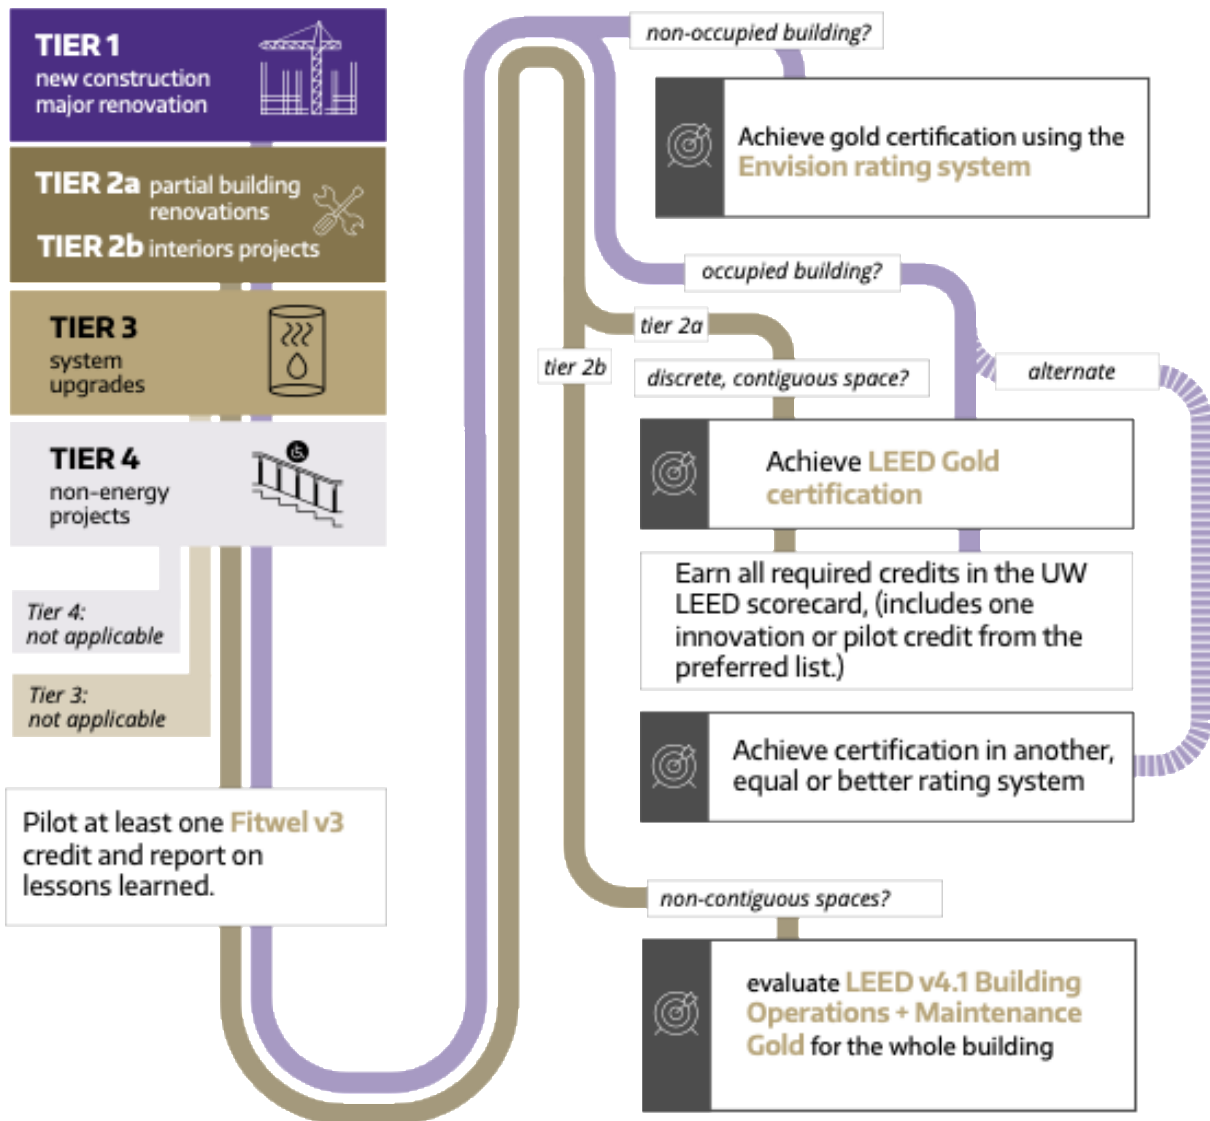 TIER 1
new construction
major renovation
TIER 2a partial building
renovations
TIER 2b interiors projects
TIER 3
system
upgrades
TIER 4
non-energy
projects
Tier 4:
not applicable
Tier 3:
not applicable
Pilot at least one Fitwel v3
credit and report on
lessons learned.
non-occupied building?
Achieve gold certification using the
Envision rating system
occupied building?
tier 2a
tier 2b
discrete, contiguous space?
alternate
Achieve LEED Gold
certification
Earn all required credits in the UW
LEED scorecard, (includes one
innovation or pilot credit from the
preferred list.)
Achieve certification in another,
equal or better rating system
non-contiguous spaces?
evaluate LEED v4.1 Building
Operations + Maintenance
Gold for the whole building